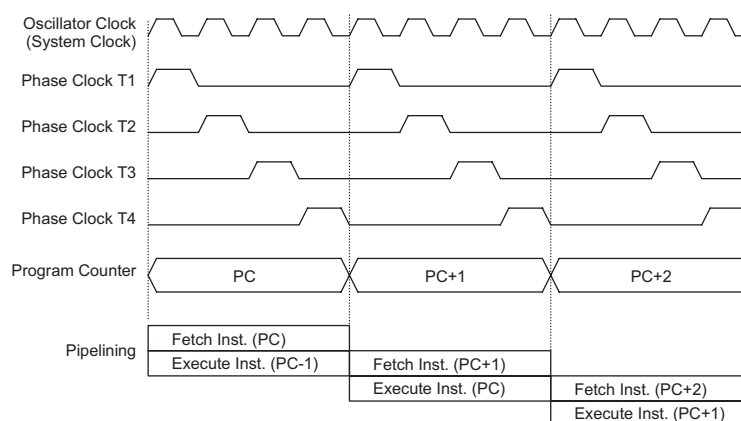 Oscillator Clock
(System Clock)
Phase Clock T1
Phase Clock T2
Phase Clock T3
Phase Clock T4
Program Counter
PC
PC+1
PC+2
Pipelining
Fetch Inst. (PC)
Execute Inst. (PC-1)
Fetch Inst. (PC+1)
Execute Inst. (PC)
Fetch Inst. (PC+2)
Execute Inst. (PC+1)